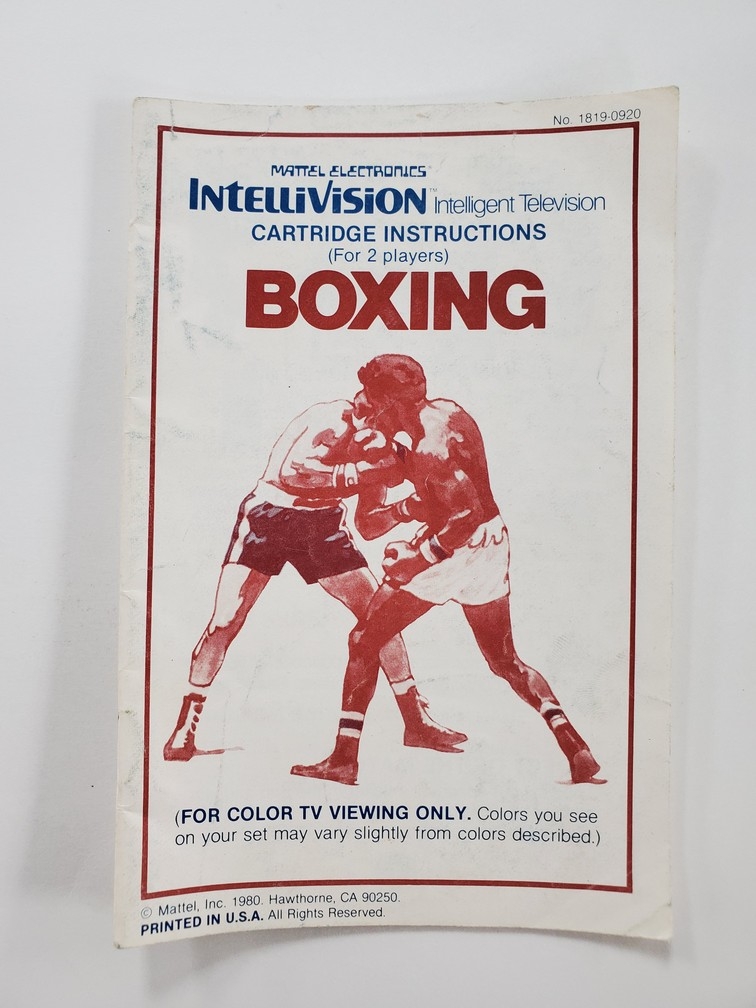 No. 1819-0920
MATTEL ELECTRONICS
INTELLIVISION™ Intelligent Television
CARTRIDGE INSTRUCTIONS
(For 2 players)
BOXING
(FOR COLOR TV VIEWING ONLY. Colors you see
on your set may vary slightly from colors described.)
© Mattel, Inc. 1980. Hawthorne, CA 90250.
PRINTED IN U.S.A. All Rights Reserved.